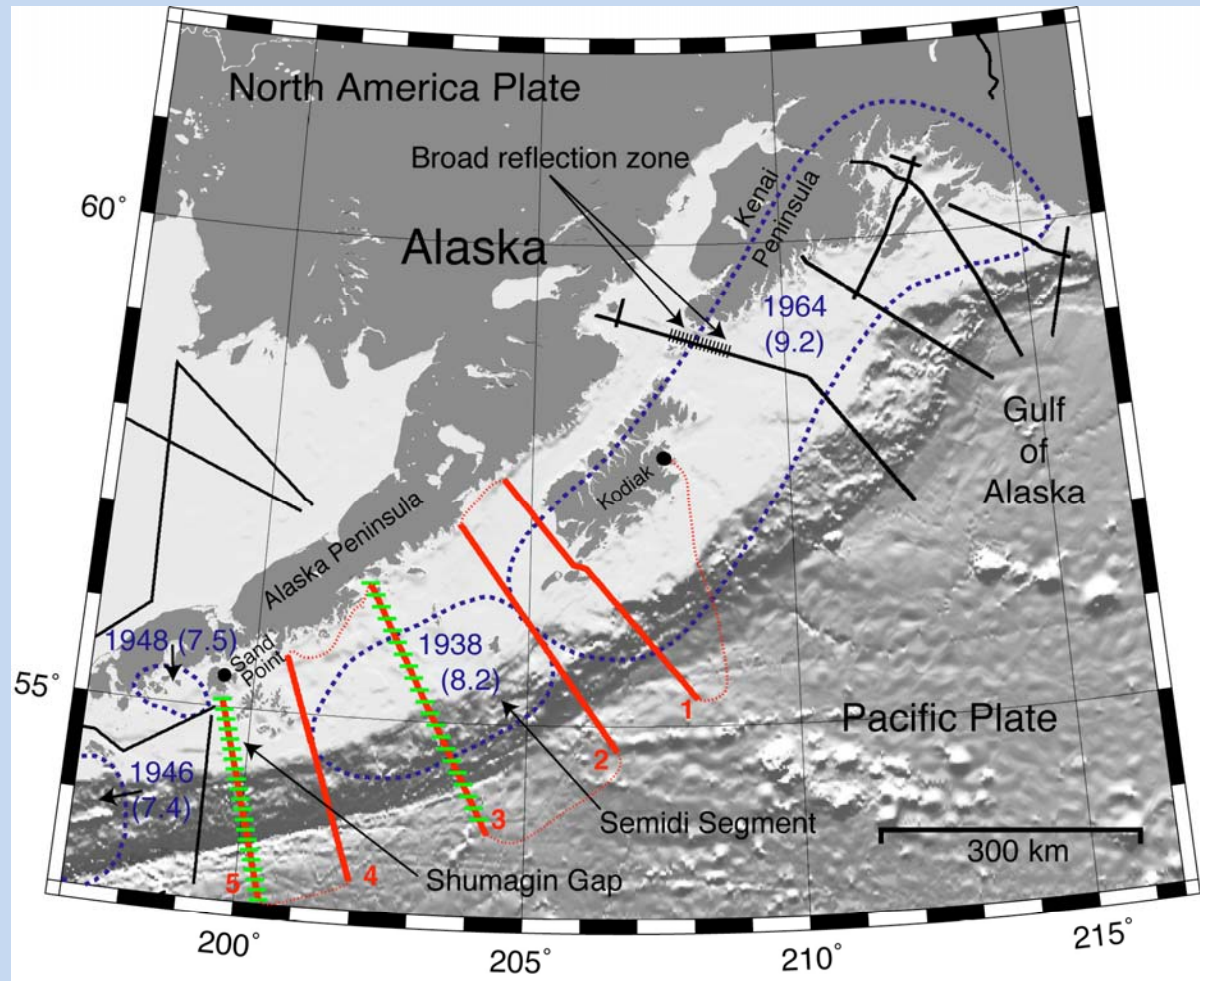 North America Plate
Broad reflection zone
60°
Alaska
Kenai
Peninsula
1964
(9.2)
Gulf
of
Alaska
Kodiak
Alaska Peninsula
1948 (7.5)
Sand
Point
1938
(8.2)
55°
1
Pacific Plate
2
1946
(7.4)
3
Semidi Segment
300 km
4
5
Shumagin Gap
200°
205°
210°
215°